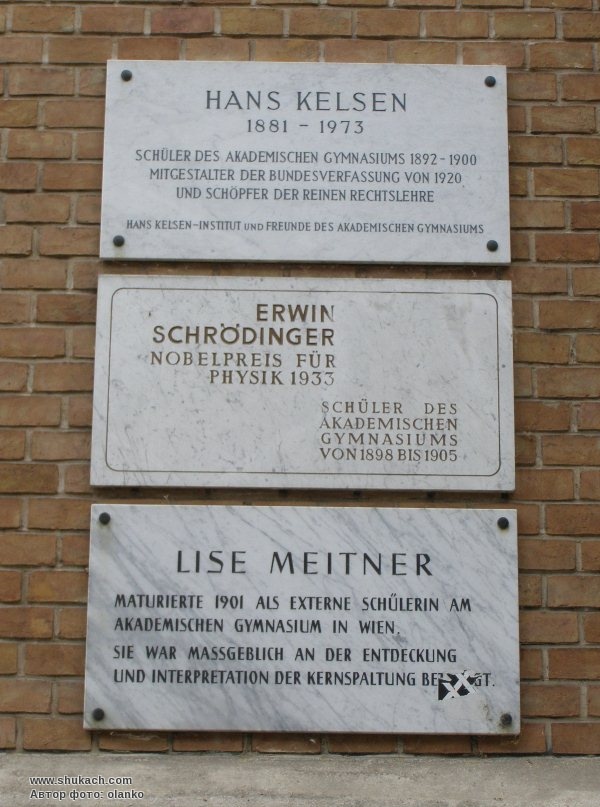 HANS KELSEN
1881 - 1973
SCHÜLER DES AKADEMISCHEN GYMNASIUMS 1892 - 1900
MITGESTALTER DER BUNDESVERFASSUNG VON 1920
UND SCHÖPFER DER REINEN RECHTSLEHRE
HANS KELSEN-INSTITUT UND FREUNDE DES AKADEMISCHEN GYMNASIUMS
ERWIN
SCHRÖDINGER
NOBELPREIS FÜR
PHYSIK 1933
SCHÜLER DES
AKADEMISCHEN
GYMNASIUMS
VON 1898 BIS 1905
LISE MEITNER
MATURIERTE 1901 ALS EXTERNE SCHÜLERIN AM
AKADEMISCHEN GYMNASIUM IN WIEN.
SIE WAR MASSGEBLICH AN DER ENTDECKUNG
UND INTERPRETATION DER KERNSPALTUNG
www.shukach.com
Автор фото: olanko